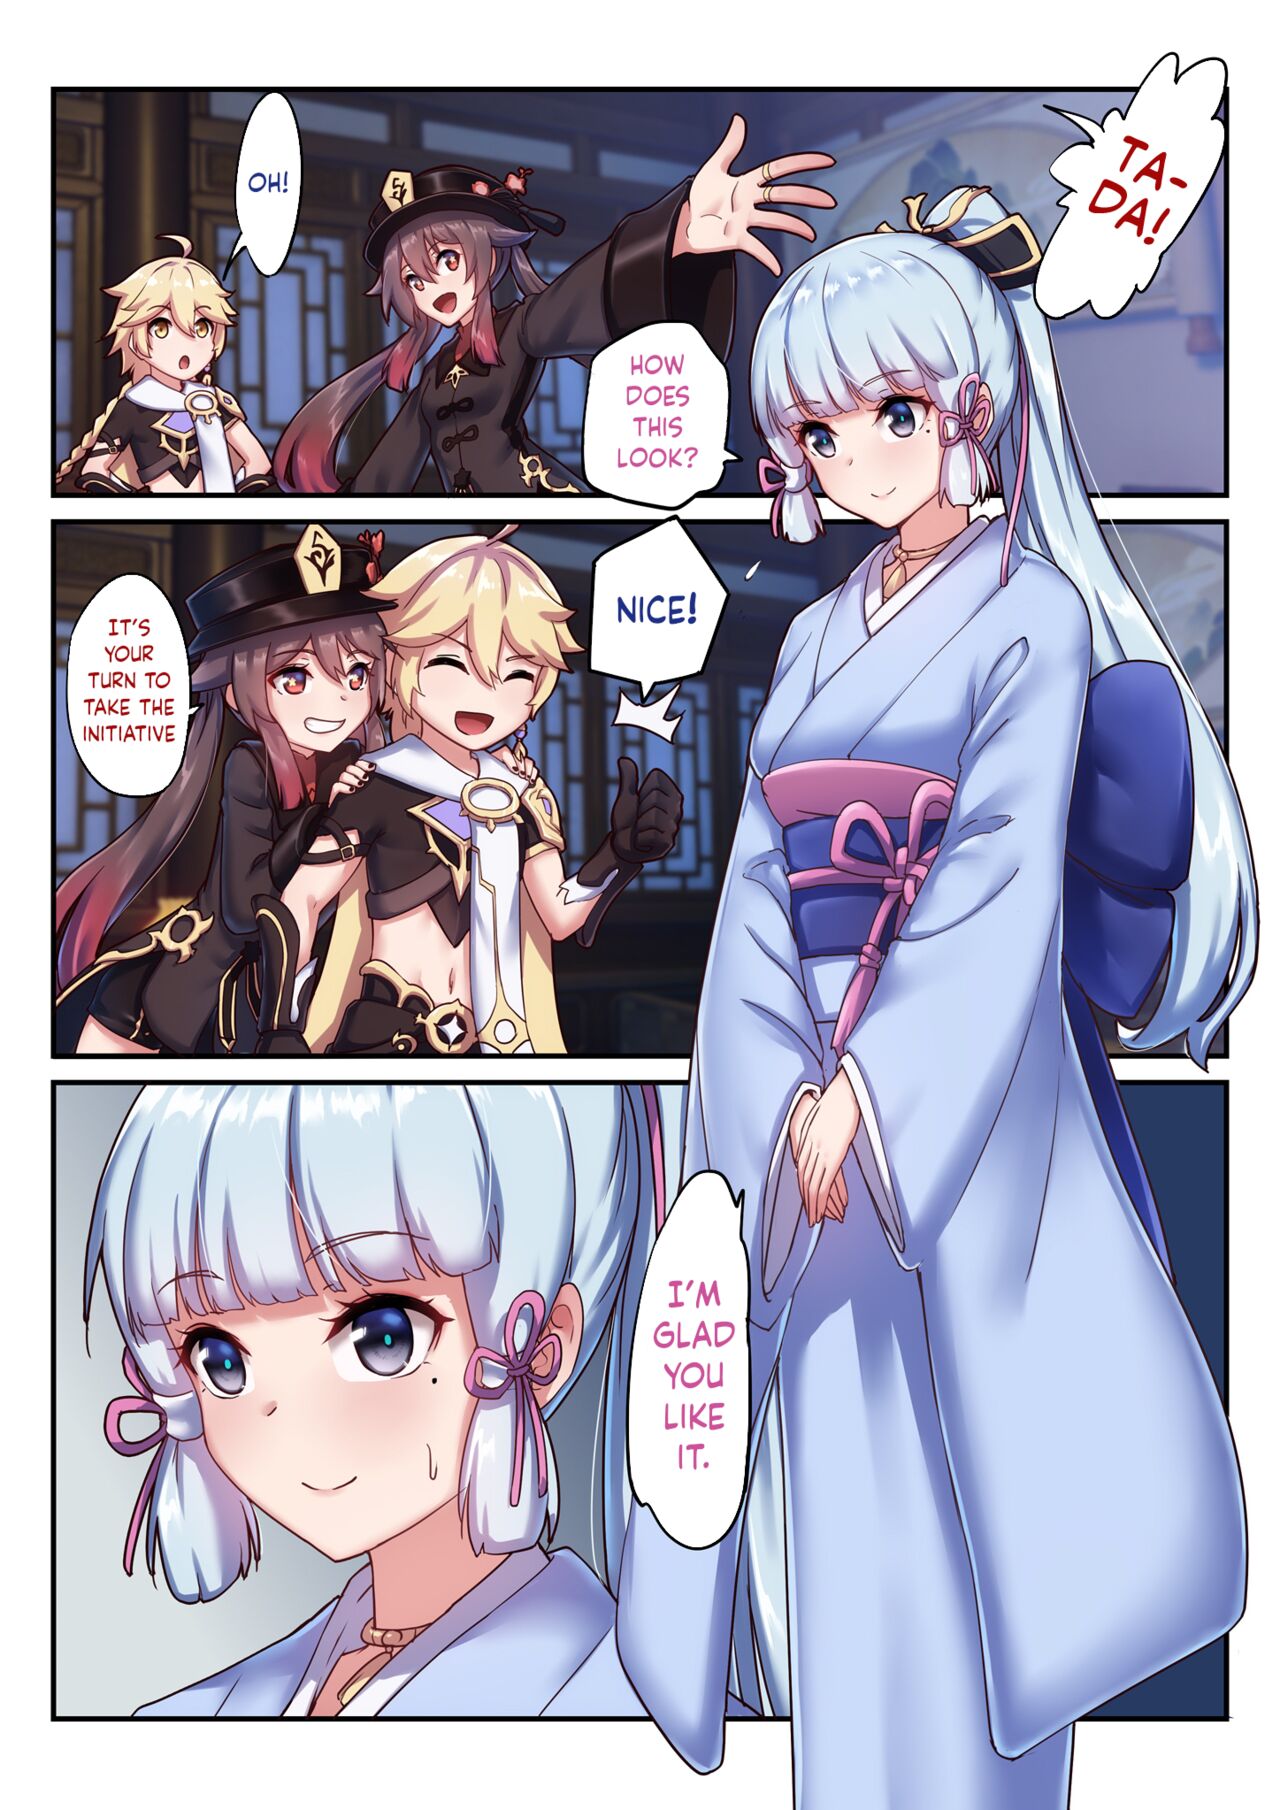 OH!
TA-
DA!
HOW
DOES
THIS
LOOK?
NICE!
IT'S
YOUR
TURN TO
TAKE THE
INITIATIVE
I'M
GLAD
YOU
LIKE
IT.